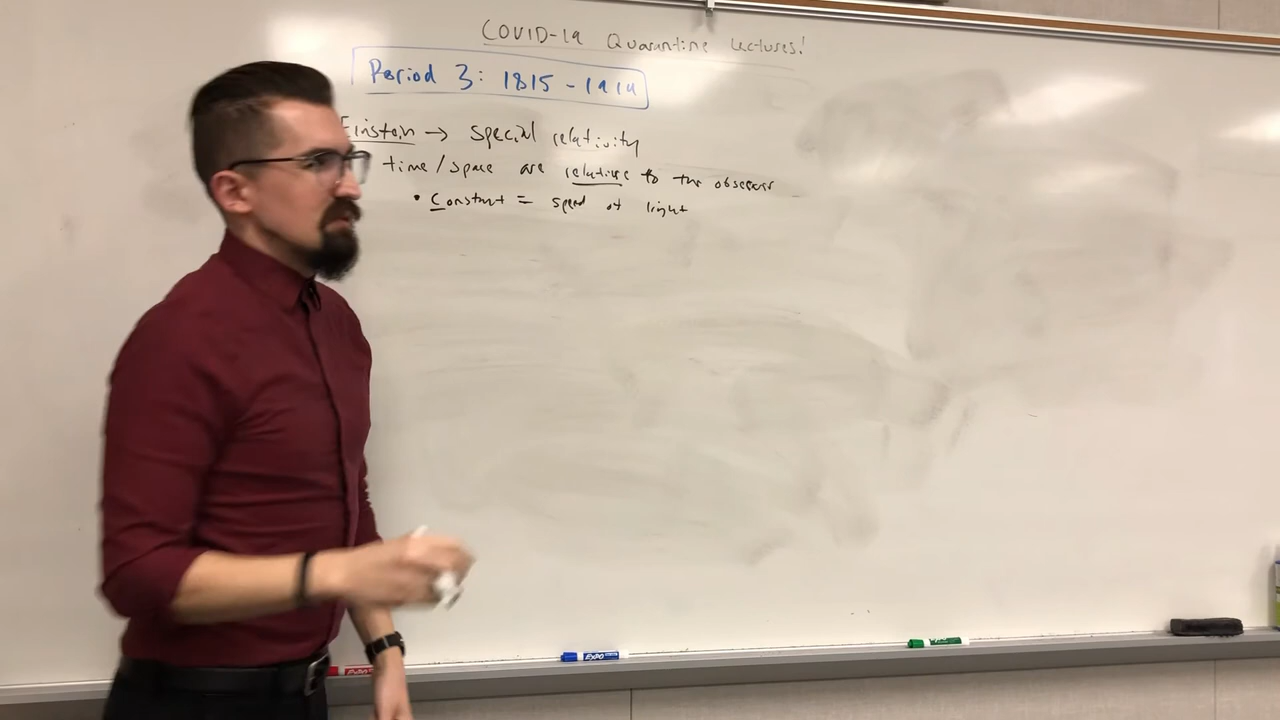 COVID-19 Quarantine Lectures!
Period 3: 1815 - 1914
Einstein → special relativity
time/space are relative to the observer
• Constant = speed of light
EXPO